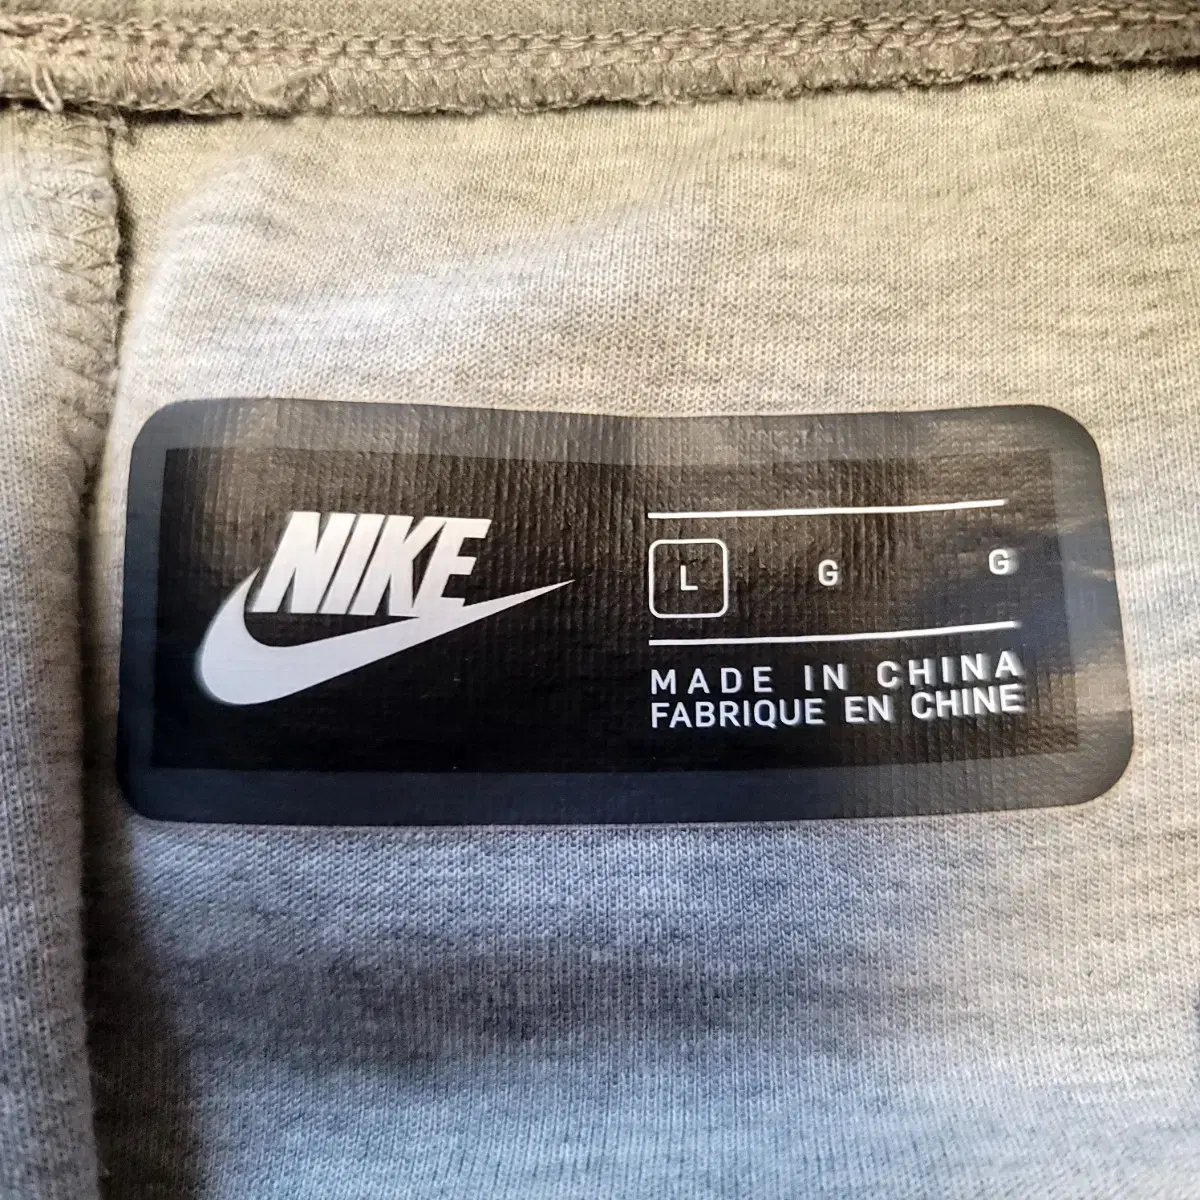 NIKE
L G G
MADE IN CHINA
FABRIQUE EN CHINE